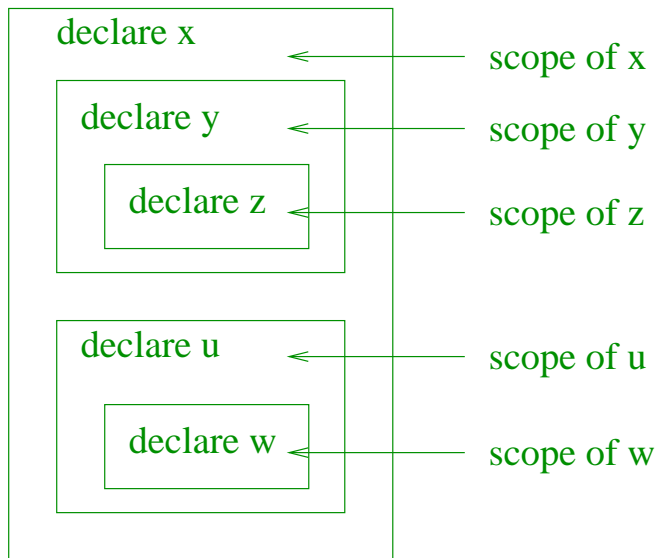 declare x
scope of x
declare y
scope of y
declare z
scope of z
declare u
scope of u
declare w
scope of w